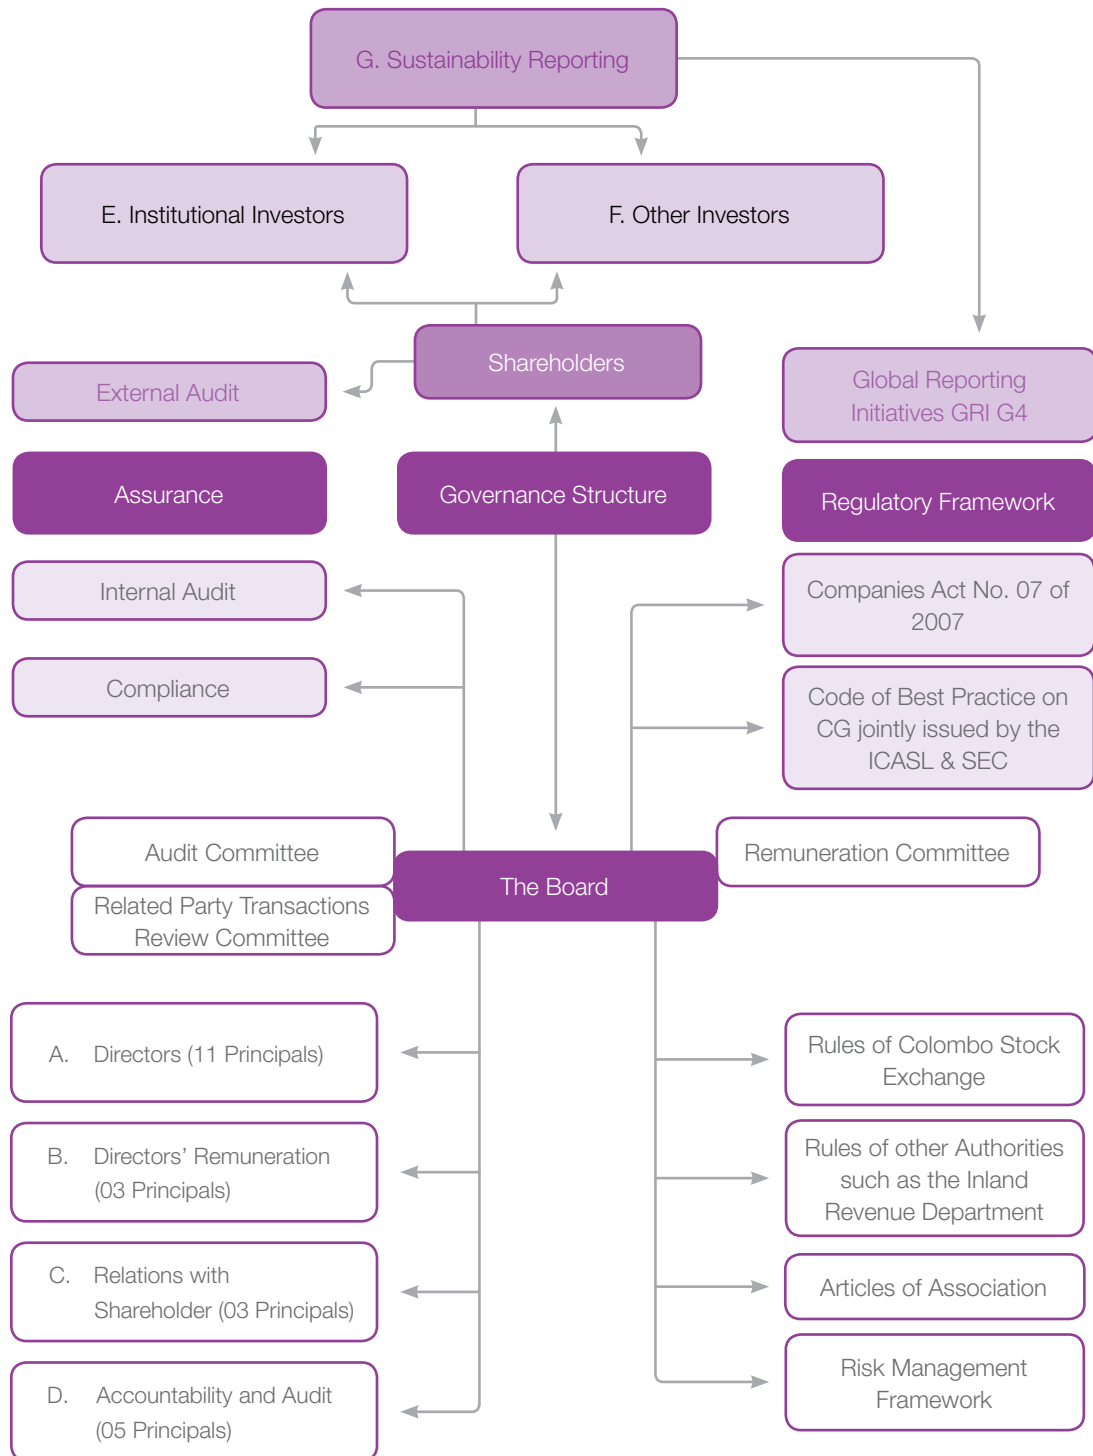 G. Sustainability Reporting
E. Institutional Investors
F. Other Investors
Shareholders
External Audit
Global Reporting
Initiatives GRI G4
Assurance
Governance Structure
Regulatory Framework
Internal Audit
Companies Act No. 07 of
2007
Compliance
Code of Best Practice on
CG jointly issued by the
ICASL & SEC
Audit Committee
Remuneration Committee
The Board
Related Party Transactions
Review Committee
A. Directors (11 Principals)
Rules of Colombo Stock
Exchange
B. Directors' Remuneration
(03 Principals)
Rules of other Authorities
such as the Inland
Revenue Department
C. Relations with
Shareholder (03 Principals)
Articles of Association
D. Accountability and Audit
(05 Principals)
Risk Management
Framework